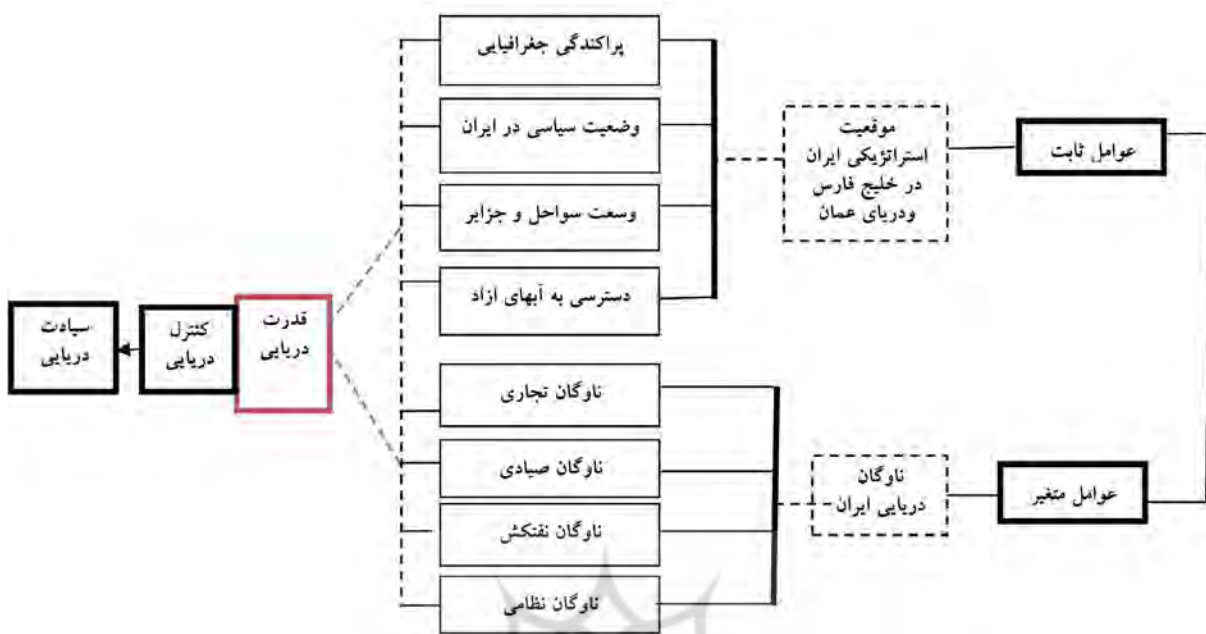 عوامل ثابت
موقعیت
استراتژیکی ایران
در خلیج فارس
ودریای عمان
پراکندگی جغرافیایی
وضعیت سیاسی در ایران
وسعت سواحل و جزایر
دسترسی به آبهای ازاد
عوامل متغیر
ناوگان
دریایی ایران
ناوگان تجاری
ناوگان صیادی
ناوگان نفتکش
ناوگان نظامی
قدرت
دریایی
کنترل
دریایی
سیادت
دریایی